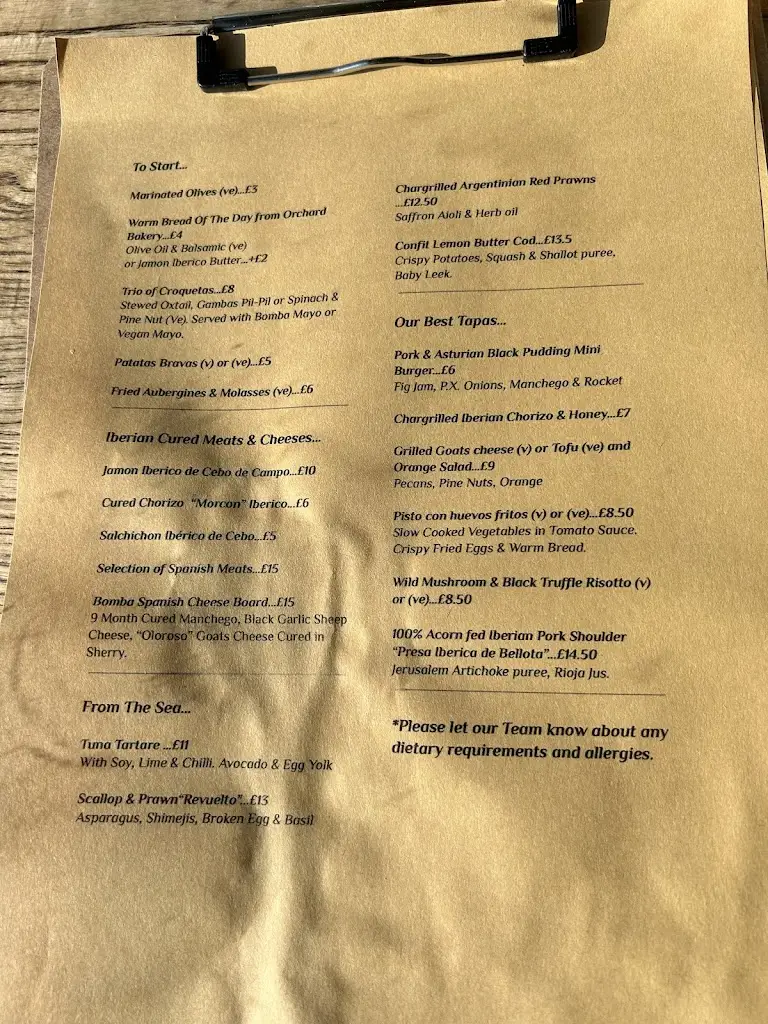 To Start...
Marinated Olives (ve)...£3
Warm Bread Of The Day from Orchard
Bakery...£4
Olive Oil & Balsamic (ve)
or Jamon Iberico Butter...+£2
Trio of Croquetas...£8
Stewed Oxtail, Gambas Pil-Pil or Spinach &
Pine Nut (Ve). Served with Bomba Mayo or
Vegan Mayo.
Patatas Bravas (v) or (ve)...£5
Fried Aubergines & Molasses (ve)...£6
Iberian Cured Meats & Cheeses...
Jamon Iberico de Cebo de Campo...£10
Cured Chorizo "Morcon" Iberico...£6
Salchichon Ibérico de Cebo...£5
Selection of Spanish Meats...£15
Bomba Spanish Cheese Board...£15
9 Month Cured Manchego, Black Garlic Sheep
Cheese, "Oloroso" Goats Cheese Cured in
Sherry.
From The Sea...
Tuna Tartare ...£11
With Soy, Lime & Chilli. Avocado & Egg Yolk
Scallop & Prawn"Revuelto"...£13
Asparagus, Shimejis, Broken Egg & Basil
Chargrilled Argentinian Red Prawns
...£12.50
Saffron Aioli & Herb oil
Confit Lemon Butter Cod...£13.5
Crispy Potatoes, Squash & Shallot puree,
Baby Leek.
Our Best Tapas...
Pork & Asturian Black Pudding Mini
Burger...£6
Fig Jam, P.X. Onions, Manchego & Rocket
Chargrilled Iberian Chorizo & Honey...£7
Grilled Goats cheese (v) or Tofu (ve) and
Orange Salad...£9
Pecans, Pine Nuts, Orange
Pisto con huevos fritos (v) or (ve)...£8.50
Slow Cooked Vegetables in Tomato Sauce.
Crispy Fried Eggs & Warm Bread.
Wild Mushroom & Black Truffle Risotto (v)
or (ve)...£8.50
100% Acorn fed Iberian Pork Shoulder
"Presa Iberica de Bellota"...£14.50
Jerusalem Artichoke puree, Rioja Jus.
*Please let our Team know about any
dietary requirements and allergies.